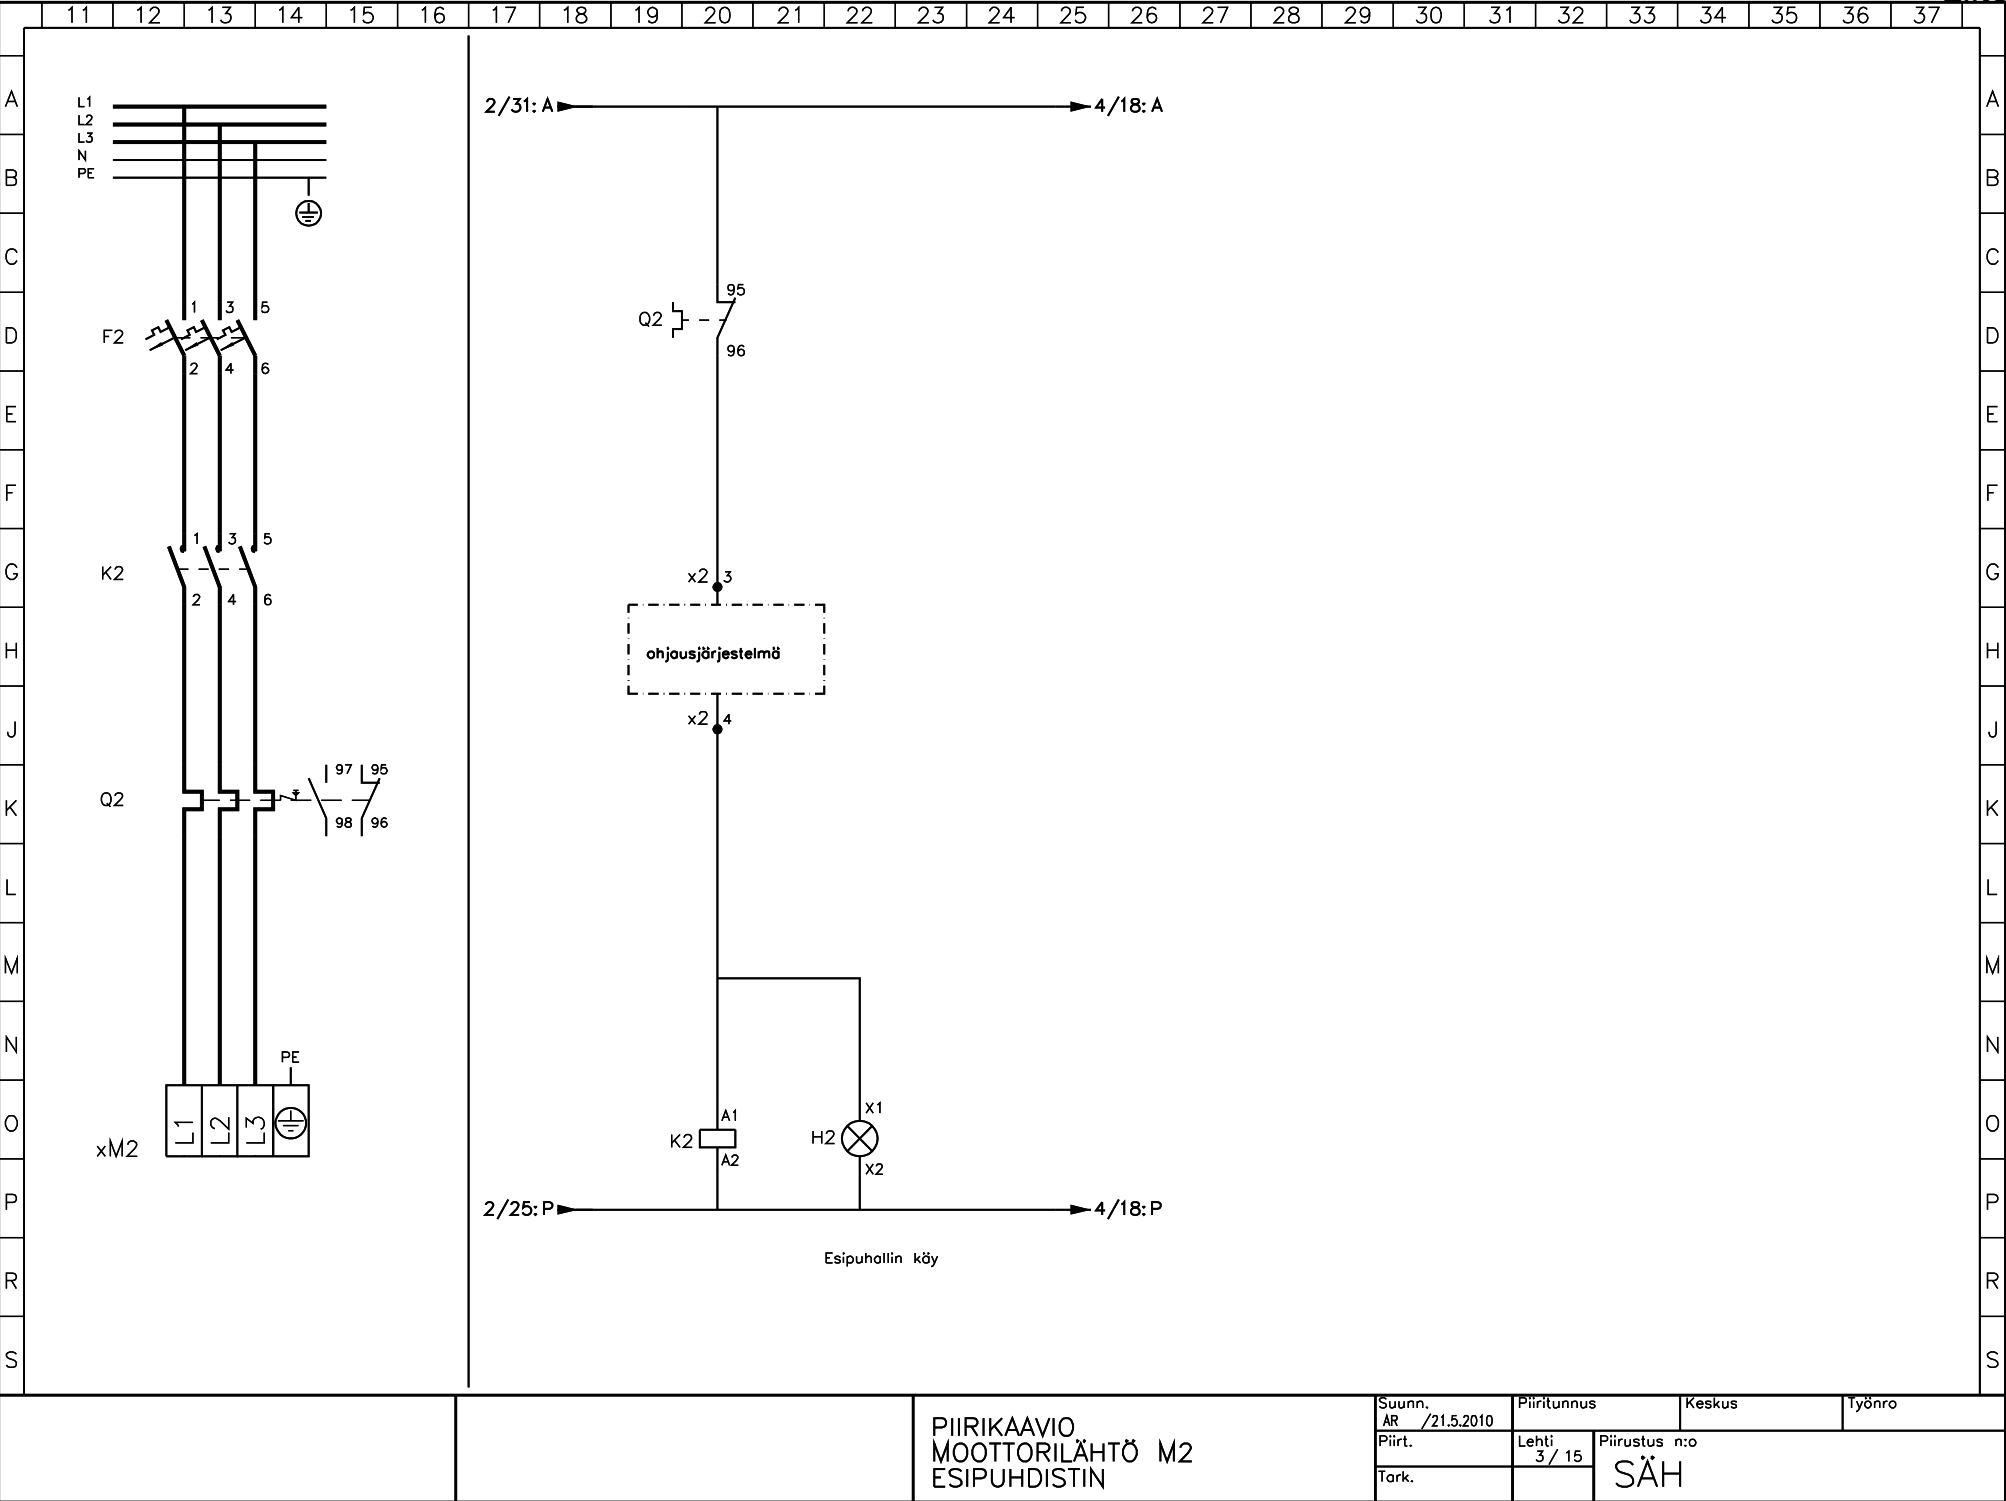 11 12 13 14 15 16 17 18 19 20 21 22 23 24 25 26 27 28 29 30 31 32 33 34 35 36 37
A A
L1
L2
L3
N
PE
2/31:A 4/18:A
B B
C C
95
1 3 5
D F2 Q2 D
96
2 4 6
E E
F F
1 3 5
G K2 x2 3 G
2 4 6
H ohjausjärjestelmä H
x2 4
J J
97 95
K Q2 K
98 96
L L
M M
N N
PE
A1 X1
O L1 L2 L3 O
xM2 K2 H2
A2 X2
P 2/25:P 4/18:P P
Esipuhallin käy
R R
S S
PIIRIKAAVIO
MOOTTORILÄHTÖ M2
ESIPUHDISTIN
Suunn. Piiritunnus Keskus Työnro
AR /21.5.2010
Piirt. Lehti Piirustus n:o
3/ 15
Tark. SÄH